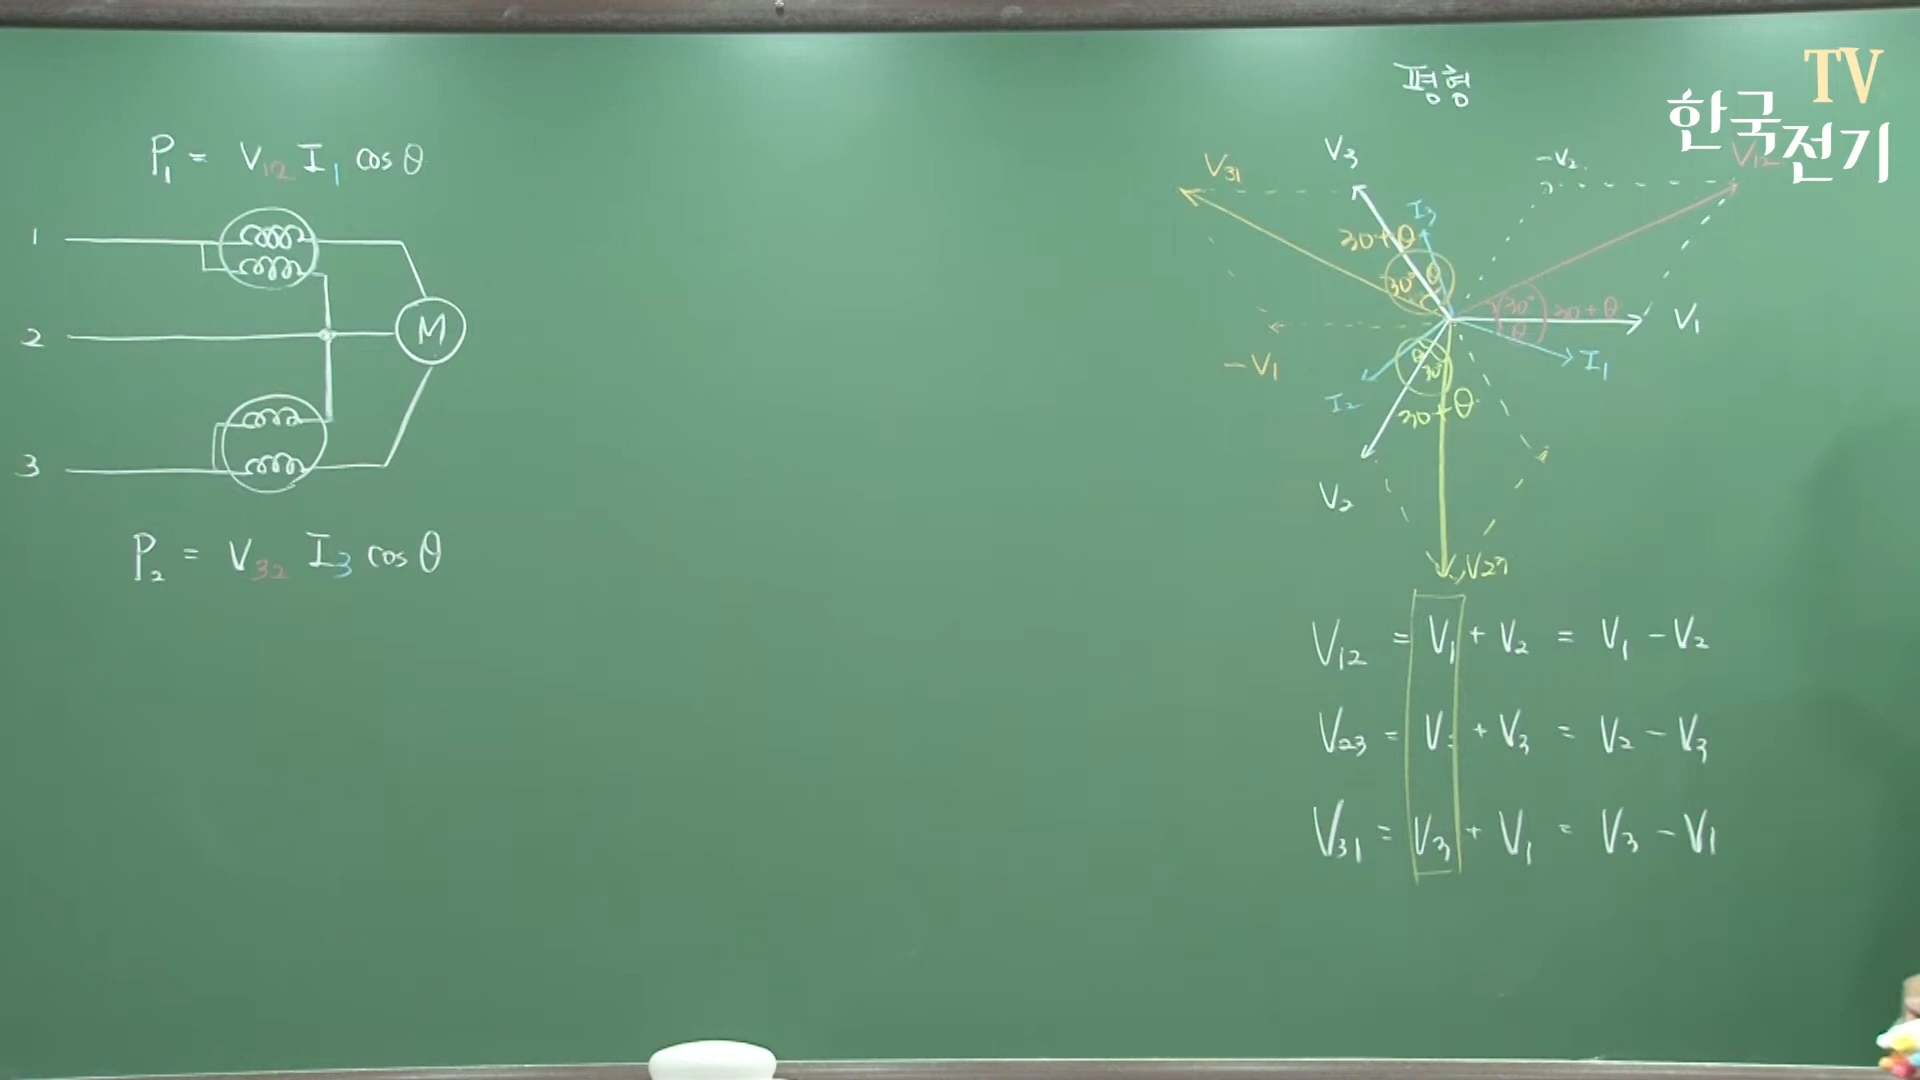 평형
TV
한국
전기
P₁ = V₁₂ I₁ cos θ
1
2
M
3
P₂ = V₃₂ I₃ cos θ
V₃₁
V₃
-V₂
V₁₂
I₃
30+θ
30°
θ
30°
θ
30+θ
V₁
I₁
-V₁
I₂
θ
30°
30+θ
V₂
V₂₃
V₁₂ = V₁ + V₂ = V₁ - V₂
V₂₃ = V₂ + V₃ = V₂ - V₃
V₃₁ = V₃ + V₁ = V₃ - V₁